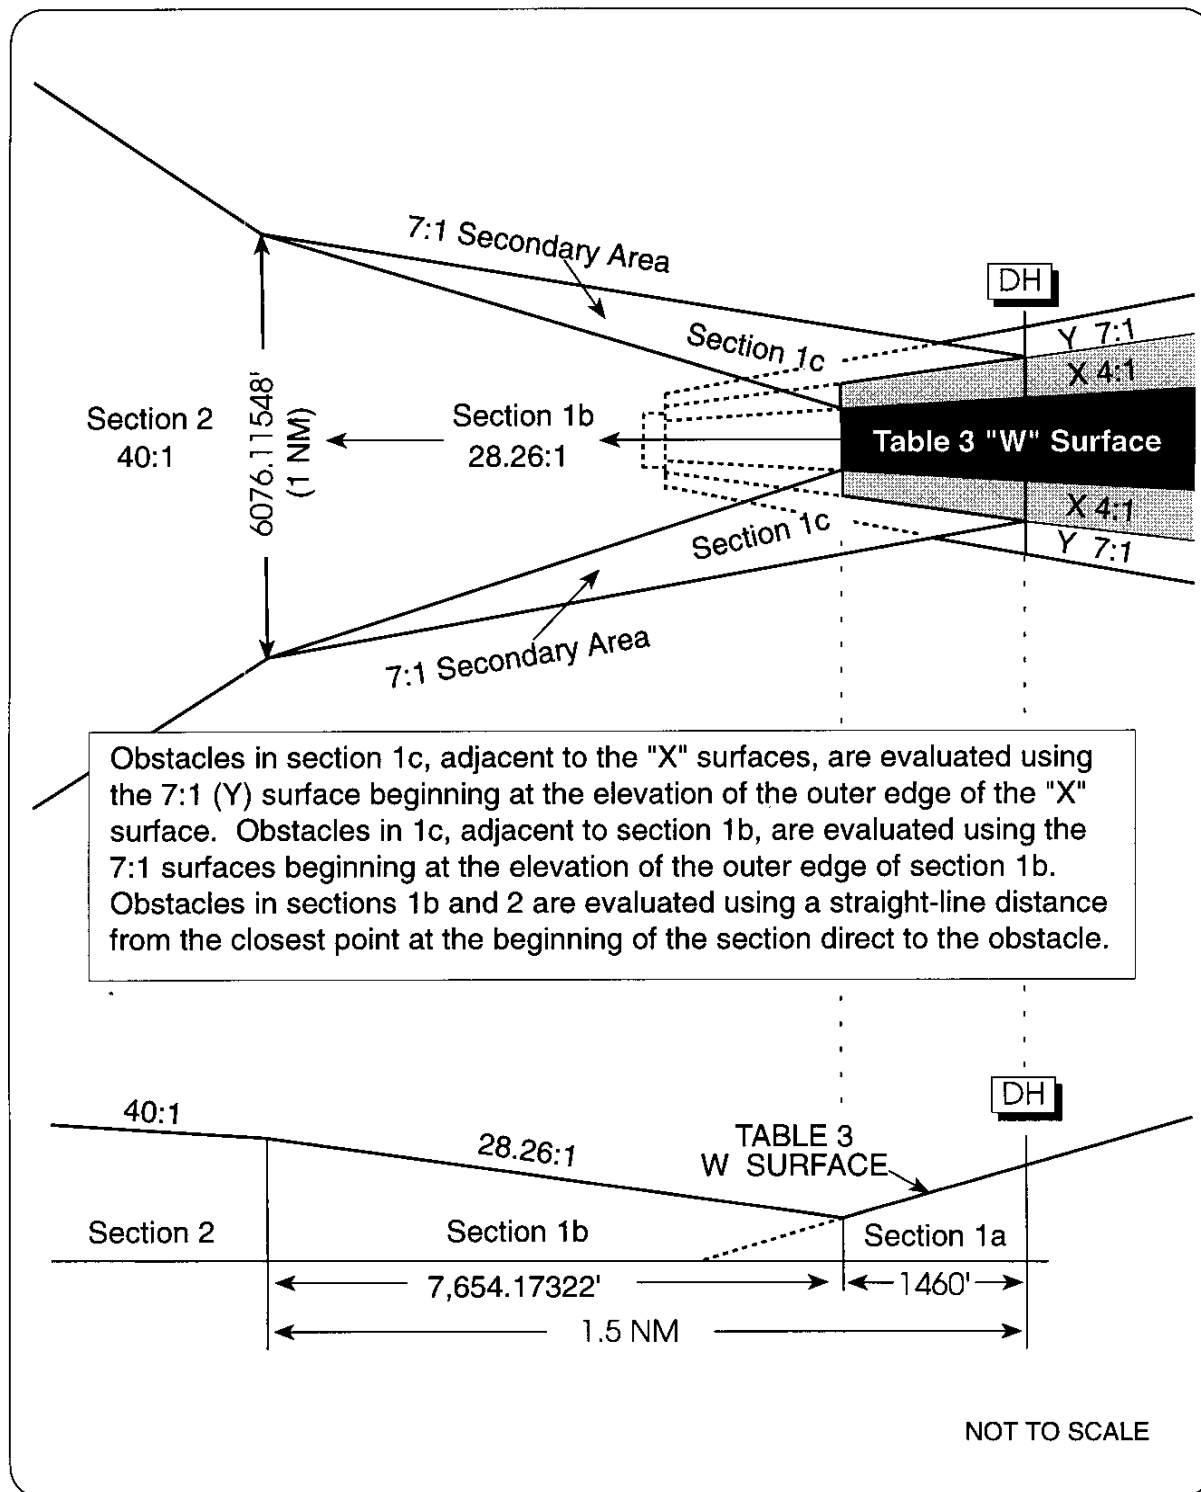 7:1 Secondary Area
DH
Section 1c
Y 7:1
X 4:1
Section 2
40:1
6076.11548'
(1 NM)
Section 1b
28.26:1
Table 3 "W" Surface
X 4:1
Section 1c
Y 7:1
7:1 Secondary Area
Obstacles in section 1c, adjacent to the "X" surfaces, are evaluated using
the 7:1 (Y) surface beginning at the elevation of the outer edge of the "X"
surface. Obstacles in 1c, adjacent to section 1b, are evaluated using the
7:1 surfaces beginning at the elevation of the outer edge of section 1b.
Obstacles in sections 1b and 2 are evaluated using a straight-line distance
from the closest point at the beginning of the section direct to the obstacle.
DH
40:1
28.26:1
TABLE 3
W SURFACE
Section 2
Section 1b
Section 1a
7,654.17322'
1460'
1.5 NM
NOT TO SCALE